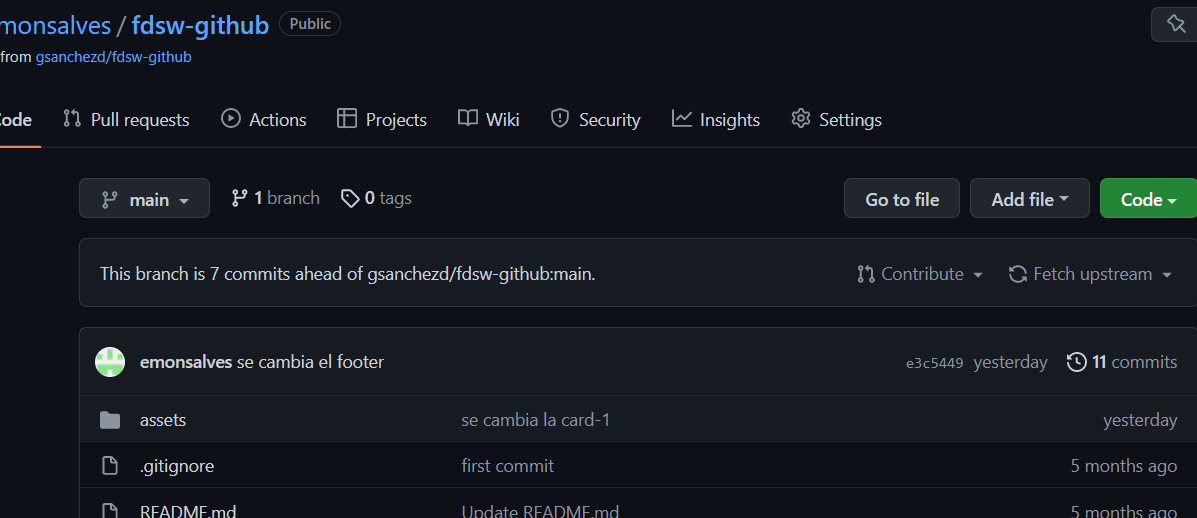 monsalves / fdsw-github Public
from gsanchezd/fdsw-github
Code Pull requests Actions Projects Wiki Security Insights Settings
main 1 branch 0 tags Go to file Add file Code
This branch is 7 commits ahead of gsanchezd/fdsw-github:main. Contribute Fetch upstream
emonsalves se cambia el footer e3c5449 yesterday 11 commits
assets se cambia la card-1 yesterday
.gitignore first commit 5 months ago
README.md Update README.md 5 months ago